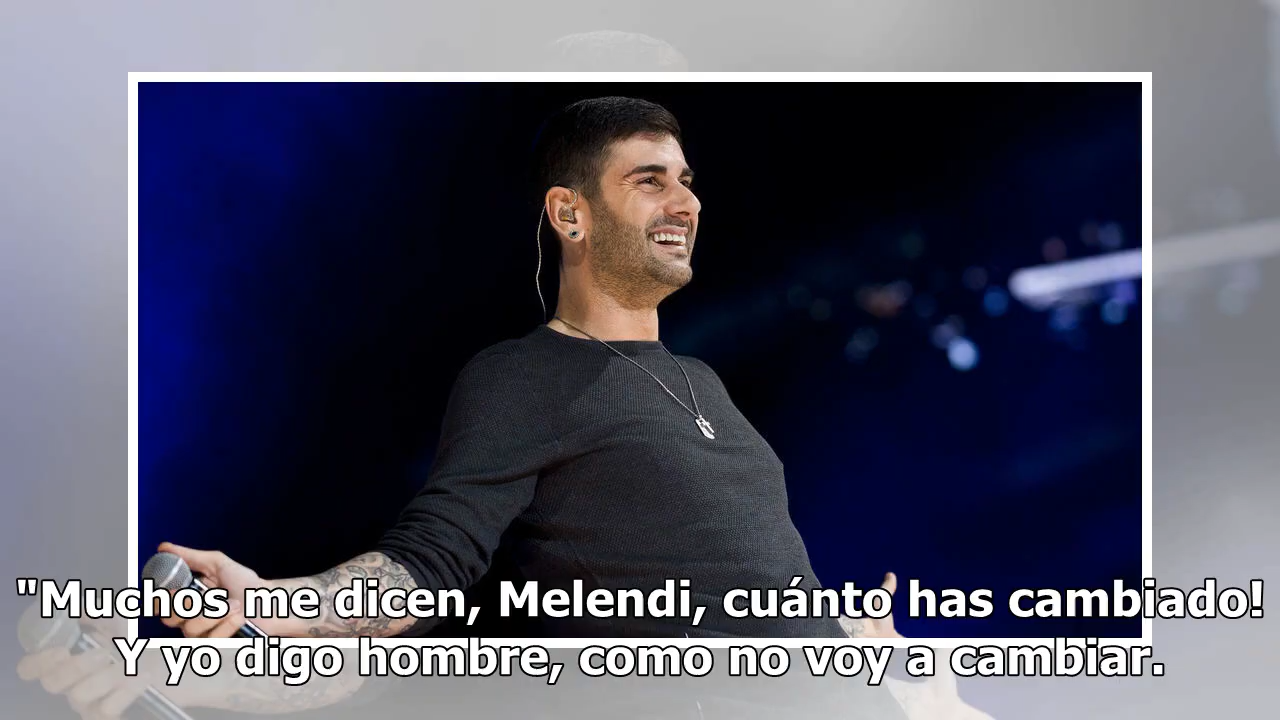 "Muchos me dicen, Melendi, cuánto has cambiado!
Y yo digo hombre, como no voy a cambiar.